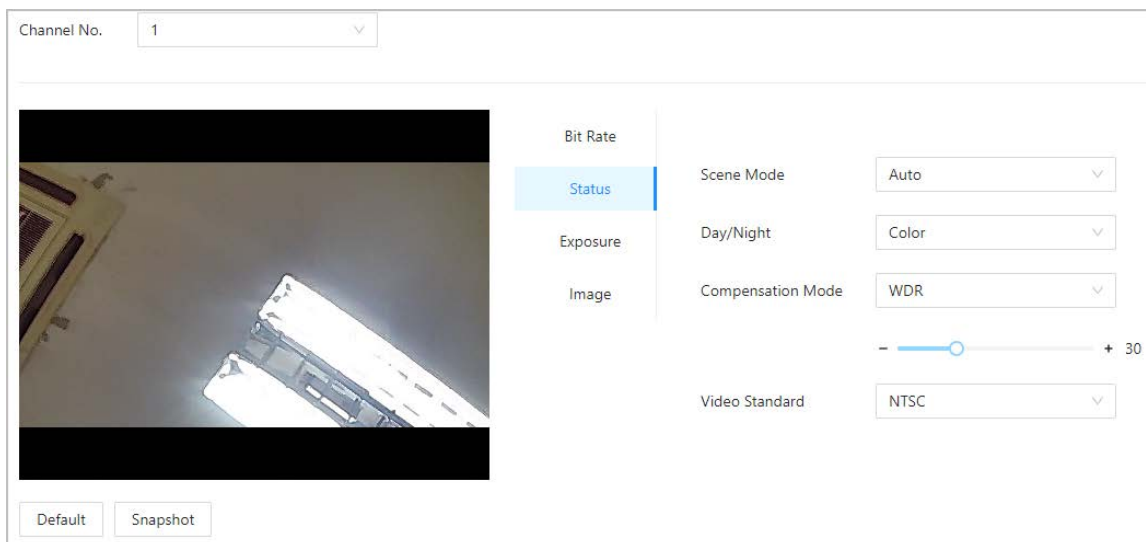 Channel No. 1
Bit Rate
Status
Exposure
Image
Scene Mode Auto
Day/Night Color
Compensation Mode WDR
- + 30
Video Standard NTSC
Default Snapshot